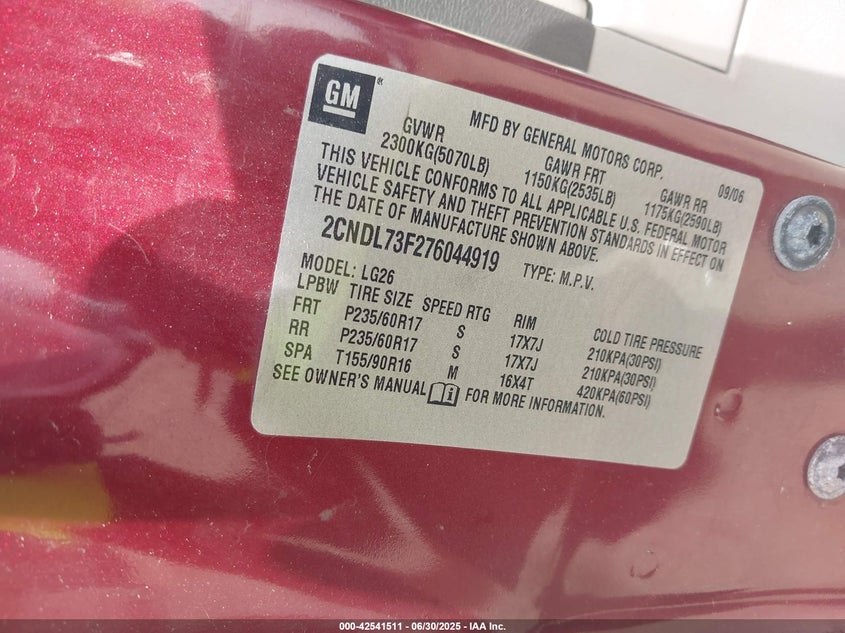 GM®
MFD BY GENERAL MOTORS CORP. 09/06
GVWR GAWR FRT GAWR RR
2300KG(5070LB) 1150KG(2535LB) 1175KG(2590LB)
THIS VEHICLE CONFORMS TO ALL APPLICABLE U.S. FEDERAL MOTOR
VEHICLE SAFETY AND THEFT PREVENTION STANDARDS IN EFFECT ON
THE DATE OF MANUFACTURE SHOWN ABOVE.
2CNDL73F276044919 TYPE: M.P.V.
MODEL: LG26
LPBW TIRE SIZE SPEED RTG RIM COLD TIRE PRESSURE
FRT P235/60R17 S 17X7J 210KPA(30PSI)
RR P235/60R17 S 17X7J 210KPA(30PSI)
SPA T155/90R16 M 16X4T 420KPA(60PSI)
SEE OWNER'S MANUAL i FOR MORE INFORMATION.
000-42541511 - 06/30/2025 - IAA Inc.